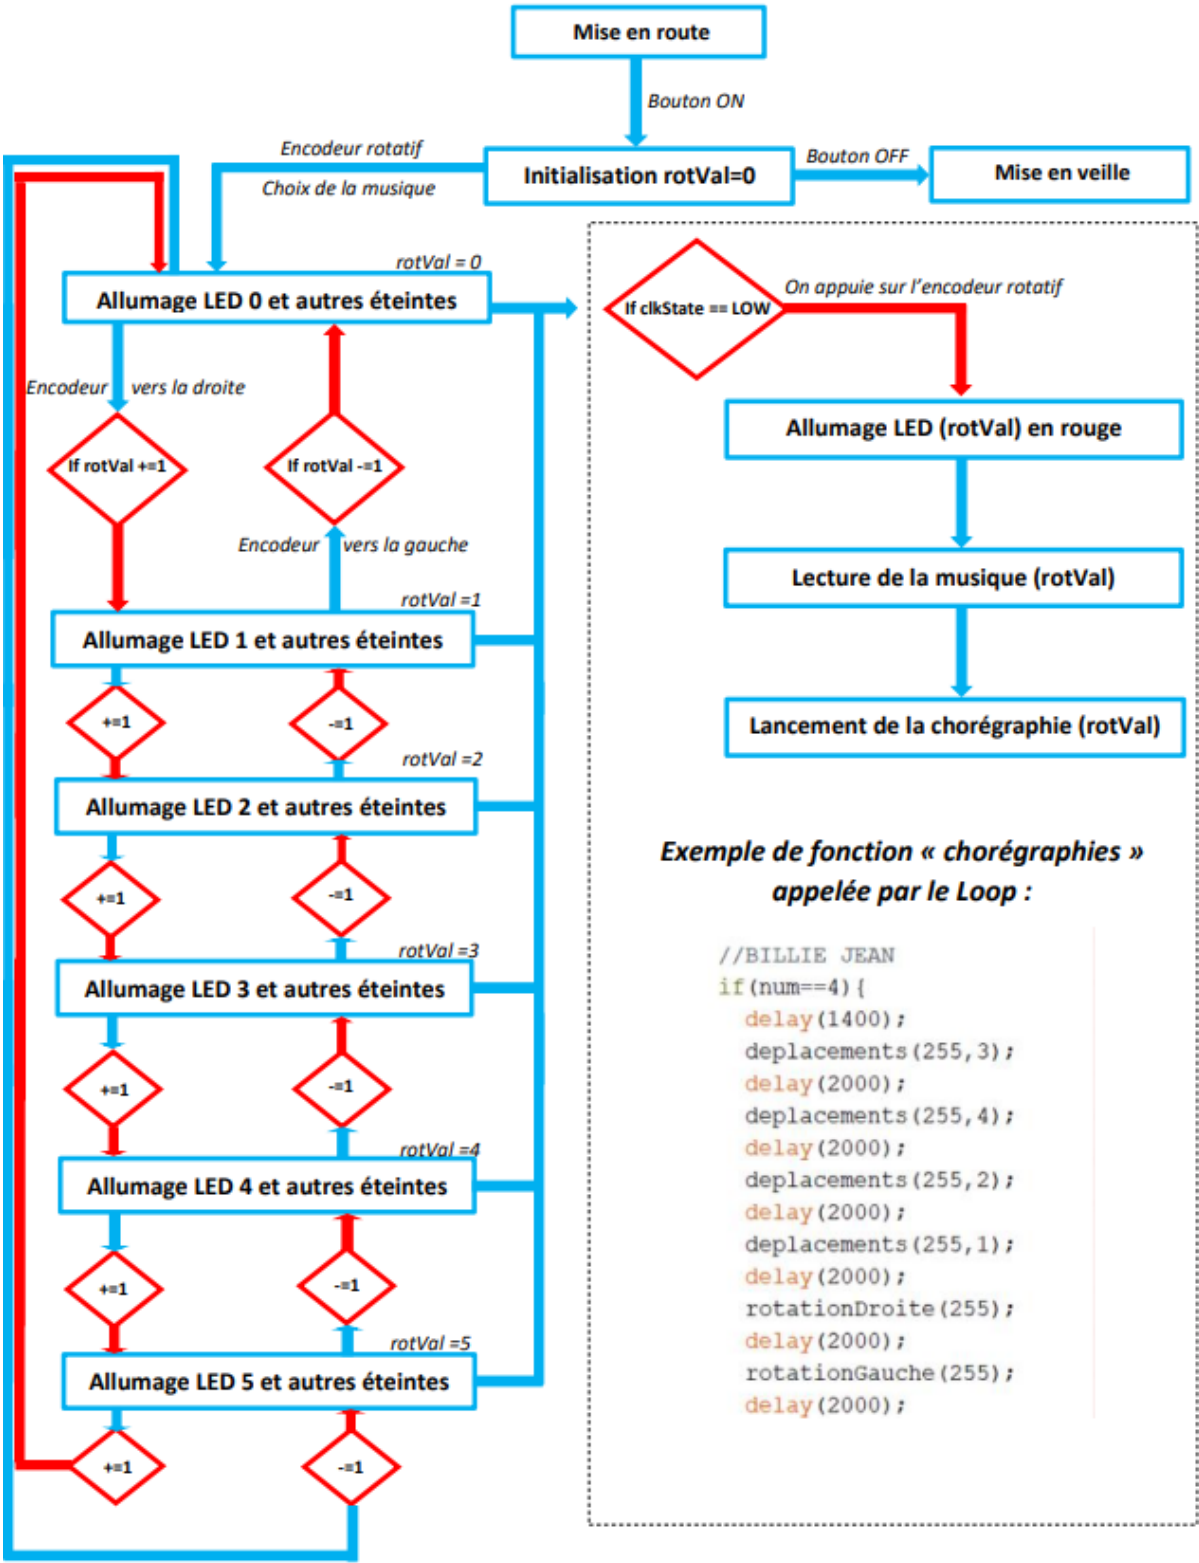 Mise en route
Bouton ON
Encodeur rotatif
Choix de la musique
Initialisation rotVal=0
Bouton OFF
Mise en veille
rotVal = 0
Allumage LED 0 et autres éteintes
Encodeur vers la droite
If rotVal +=1
If rotVal -=1
Encodeur vers la gauche
rotVal =1
Allumage LED 1 et autres éteintes
+=1
-=1
rotVal =2
Allumage LED 2 et autres éteintes
+=1
-=1
rotVal =3
Allumage LED 3 et autres éteintes
+=1
-=1
rotVal =4
Allumage LED 4 et autres éteintes
+=1
-=1
rotVal =5
Allumage LED 5 et autres éteintes
+=1
-=1
If clkState == LOW
On appuie sur l'encodeur rotatif
Allumage LED (rotVal) en rouge
Lecture de la musique (rotVal)
Lancement de la chorégraphie (rotVal)
Exemple de fonction « chorégraphies »
appelée par le Loop :
//BILLIE JEAN
if(num==4){
delay(1400);
deplacements(255,3);
delay(2000);
deplacements(255,4);
delay(2000);
deplacements(255,2);
delay(2000);
deplacements(255,1);
delay(2000);
rotationDroite(255);
delay(2000);
rotationGauche(255);
delay(2000);